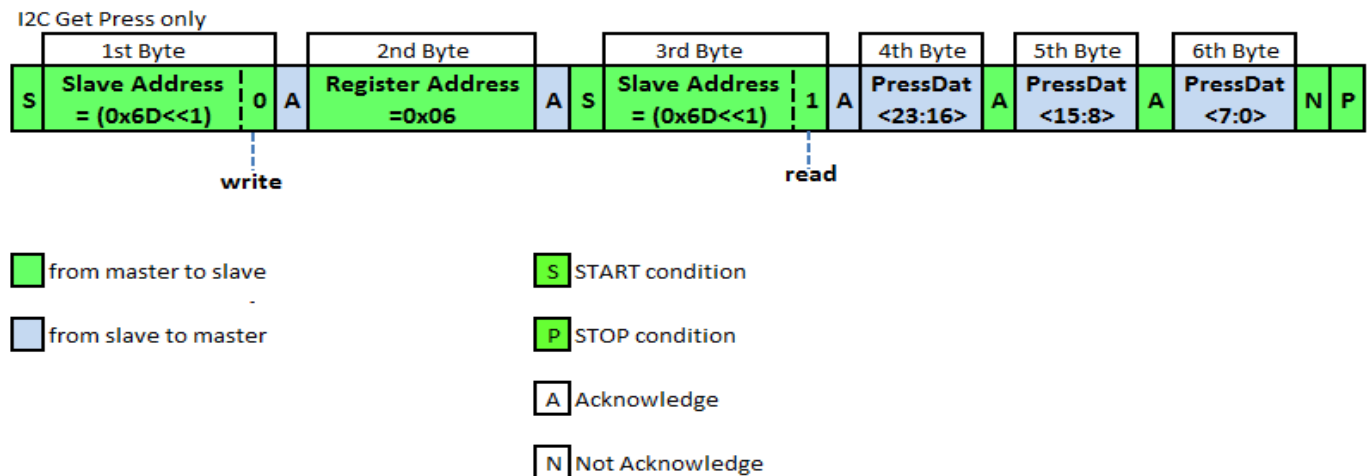 I2C Get Press only
1st Byte 2nd Byte 3rd Byte 4th Byte 5th Byte 6th Byte
S Slave Address = (0x6D<<1) 0 A Register Address =0x06 A S Slave Address = (0x6D<<1) 1 A PressDat <23:16> A PressDat <15:8> A PressDat <7:0> N P
write read
from master to slave S START condition
from slave to master P STOP condition
A Acknowledge
N Not Acknowledge